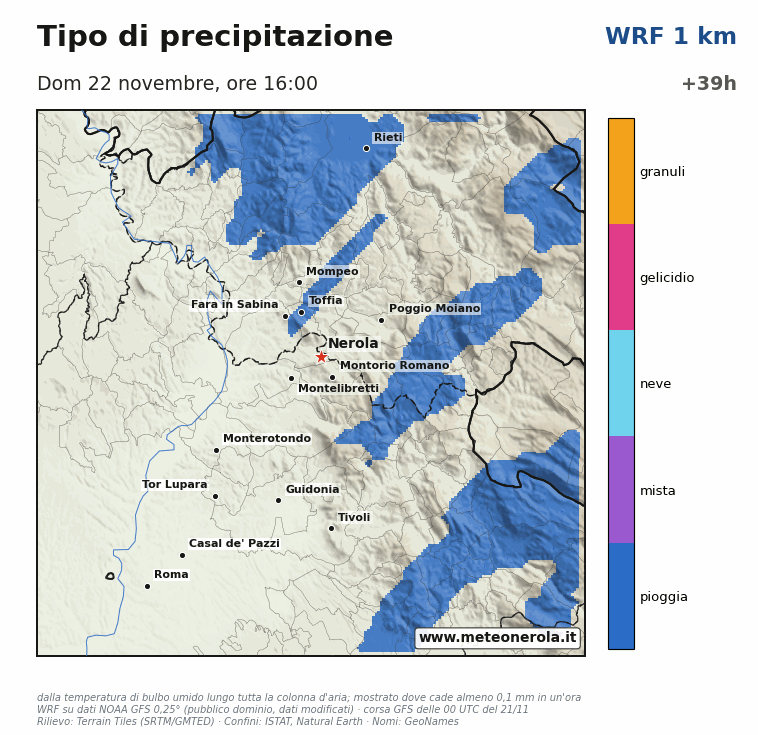 Tipo di precipitazione
WRF 1 km
Dom 22 novembre, ore 16:00
+39h
Rieti
granuli
gelicidio
neve
mista
pioggia
Mompeo
Fara in Sabina
Toffia
Poggio Moiano
Nerola
Montorio Romano
Montelibretti
Monterotondo
Tor Lupara
Guidonia
Tivoli
Casal de' Pazzi
Roma
www.meteonerola.it
dalla temperatura di bulbo umido lungo tutta la colonna d'aria; mostrato dove cade almeno 0,1 mm in un'ora
WRF su dati NOAA GFS 0,25° (pubblico dominio, dati modificati) · corsa GFS delle 00 UTC del 21/11
Rilievo: Terrain Tiles (SRTM/GMTED) · Confini: ISTAT, Natural Earth · Nomi: GeoNames